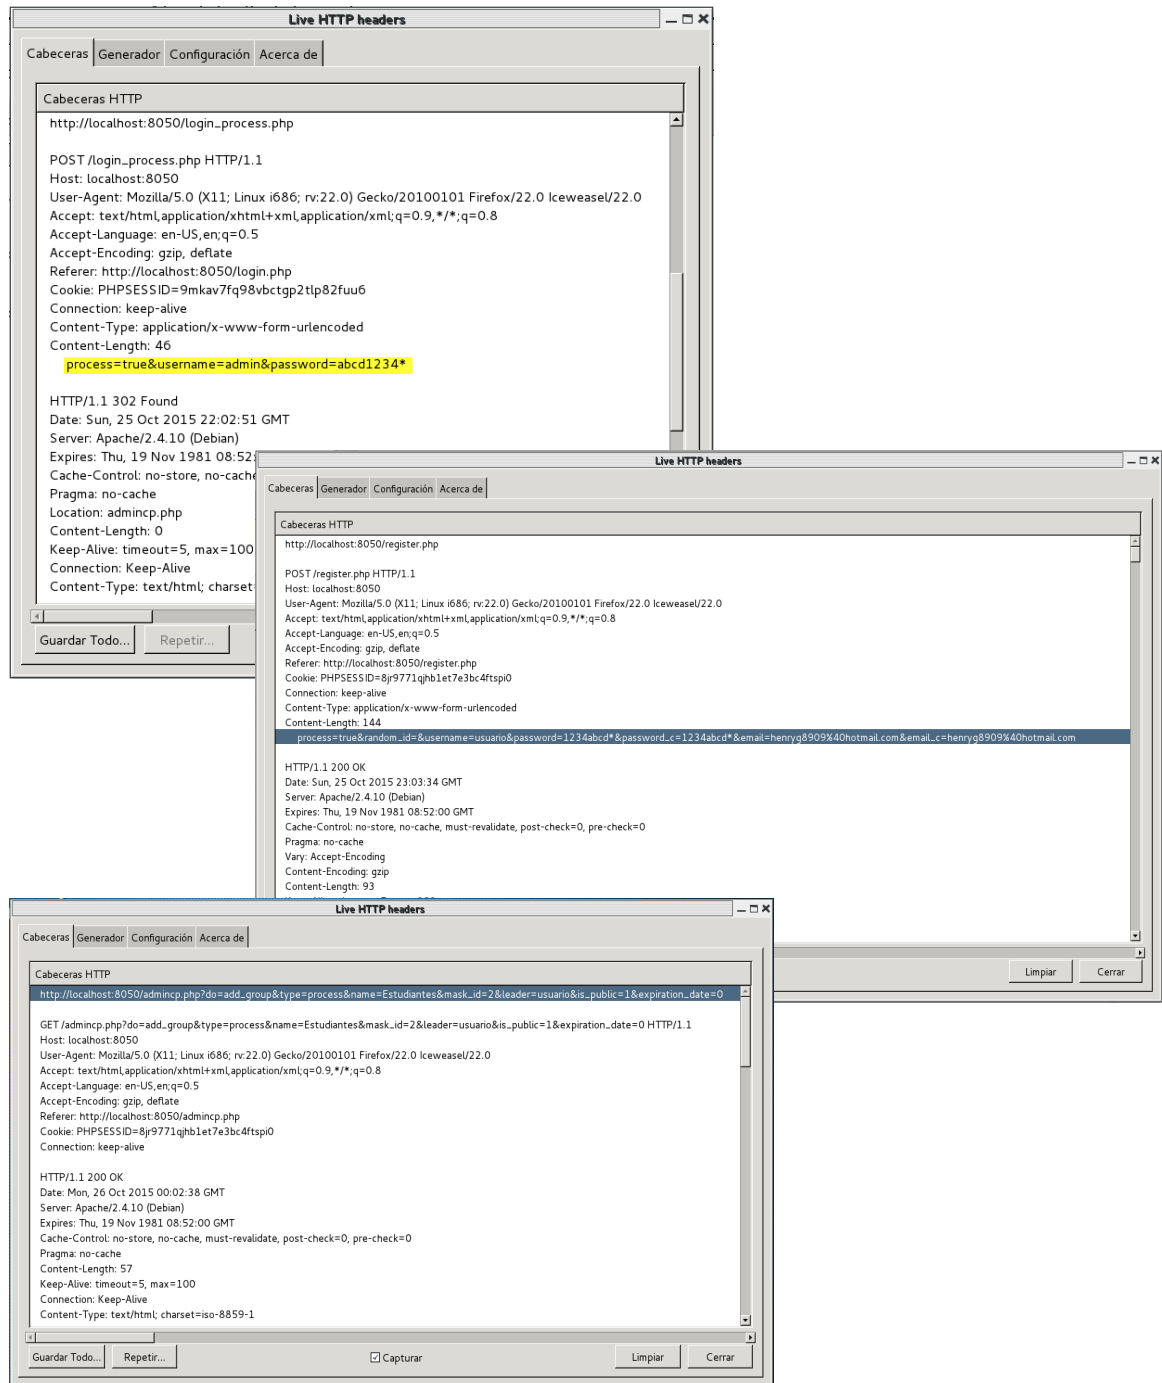 Live HTTP headers
Cabeceras Generador Configuración Acerca de
Cabeceras HTTP
http://localhost:8050/login_process.php
POST /login_process.php HTTP/1.1
Host: localhost:8050
User-Agent: Mozilla/5.0 (X11; Linux i686; rv:22.0) Gecko/20100101 Firefox/22.0 Iceweasel/22.0
Accept: text/html,application/xhtml+xml,application/xml;q=0.9,*/*;q=0.8
Accept-Language: en-US,en;q=0.5
Accept-Encoding: gzip, deflate
Referer: http://localhost:8050/login.php
Cookie: PHPSESSID=9mkav7fq98vbctgp2tlp82fuu6
Connection: keep-alive
Content-Type: application/x-www-form-urlencoded
Content-Length: 46
process=true&username=admin&password=abcd1234*
HTTP/1.1 302 Found
Date: Sun, 25 Oct 2015 22:02:51 GMT
Server: Apache/2.4.10 (Debian)
Expires: Thu, 19 Nov 1981 08:52:
Cache-Control: no-store, no-cache
Pragma: no-cache
Location: admincp.php
Content-Length: 0
Keep-Alive: timeout=5, max=100
Connection: Keep-Alive
Content-Type: text/html; charset=
Guardar Todo... Repetir...
Live HTTP headers
Cabeceras Generador Configuración Acerca de
Cabeceras HTTP
http://localhost:8050/register.php
POST /register.php HTTP/1.1
Host: localhost:8050
User-Agent: Mozilla/5.0 (X11; Linux i686; rv:22.0) Gecko/20100101 Firefox/22.0 Iceweasel/22.0
Accept: text/html,application/xhtml+xml,application/xml;q=0.9,*/*;q=0.8
Accept-Language: en-US,en;q=0.5
Accept-Encoding: gzip, deflate
Referer: http://localhost:8050/register.php
Cookie: PHPSESSID=8jr9771qjhb1et7e3bc4ftspi0
Connection: keep-alive
Content-Type: application/x-www-form-urlencoded
Content-Length: 144
process=true&random_id=&username=usuario&password=1234abcd*&password_c=1234abcd*&email=henryg8909%40hotmail.com&email_c=henryg8909%40hotmail.com
HTTP/1.1 200 OK
Date: Sun, 25 Oct 2015 23:03:34 GMT
Server: Apache/2.4.10 (Debian)
Expires: Thu, 19 Nov 1981 08:52:00 GMT
Cache-Control: no-store, no-cache, must-revalidate, post-check=0, pre-check=0
Pragma: no-cache
Vary: Accept-Encoding
Content-Encoding: gzip
Content-Length: 93
Limpiar Cerrar
Live HTTP headers
Cabeceras Generador Configuración Acerca de
Cabeceras HTTP
http://localhost:8050/admincp.php?do=add_group&type=process&name=Estudiantes&mask_id=2&leader=usuario&is_public=1&expiration_date=0
GET /admincp.php?do=add_group&type=process&name=Estudiantes&mask_id=2&leader=usuario&is_public=1&expiration_date=0 HTTP/1.1
Host: localhost:8050
User-Agent: Mozilla/5.0 (X11; Linux i686; rv:22.0) Gecko/20100101 Firefox/22.0 Iceweasel/22.0
Accept: text/html,application/xhtml+xml,application/xml;q=0.9,*/*;q=0.8
Accept-Language: en-US,en;q=0.5
Accept-Encoding: gzip, deflate
Referer: http://localhost:8050/admincp.php
Cookie: PHPSESSID=8jr9771qjhb1et7e3bc4ftspi0
Connection: keep-alive
HTTP/1.1 200 OK
Date: Mon, 26 Oct 2015 00:02:38 GMT
Server: Apache/2.4.10 (Debian)
Expires: Thu, 19 Nov 1981 08:52:00 GMT
Cache-Control: no-store, no-cache, must-revalidate, post-check=0, pre-check=0
Pragma: no-cache
Content-Length: 57
Keep-Alive: timeout=5, max=100
Connection: Keep-Alive
Content-Type: text/html; charset=iso-8859-1
Guardar Todo... Repetir... Capturar Limpiar Cerrar